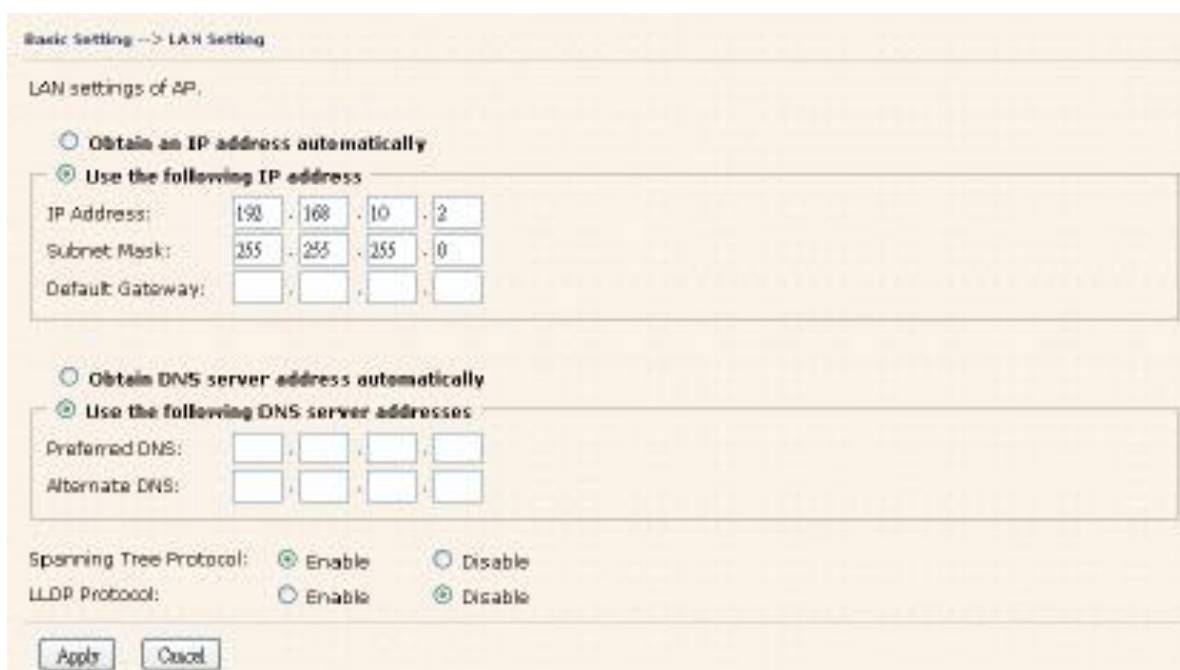 Basic Setting --> LAN Setting
LAN settings of AP.
Obtain an IP address automatically
Use the following IP address
IP Address: 192 . 168 . 10 . 2
Subnet Mask: 255 . 255 . 255 . 0
Default Gateway: . . .
Obtain DNS server address automatically
Use the following DNS server addresses
Preferred DNS: . . .
Alternate DNS: . . .
Spanning Tree Protocol: Enable Disable
LLDP Protocol: Enable Disable
Apply Cancel